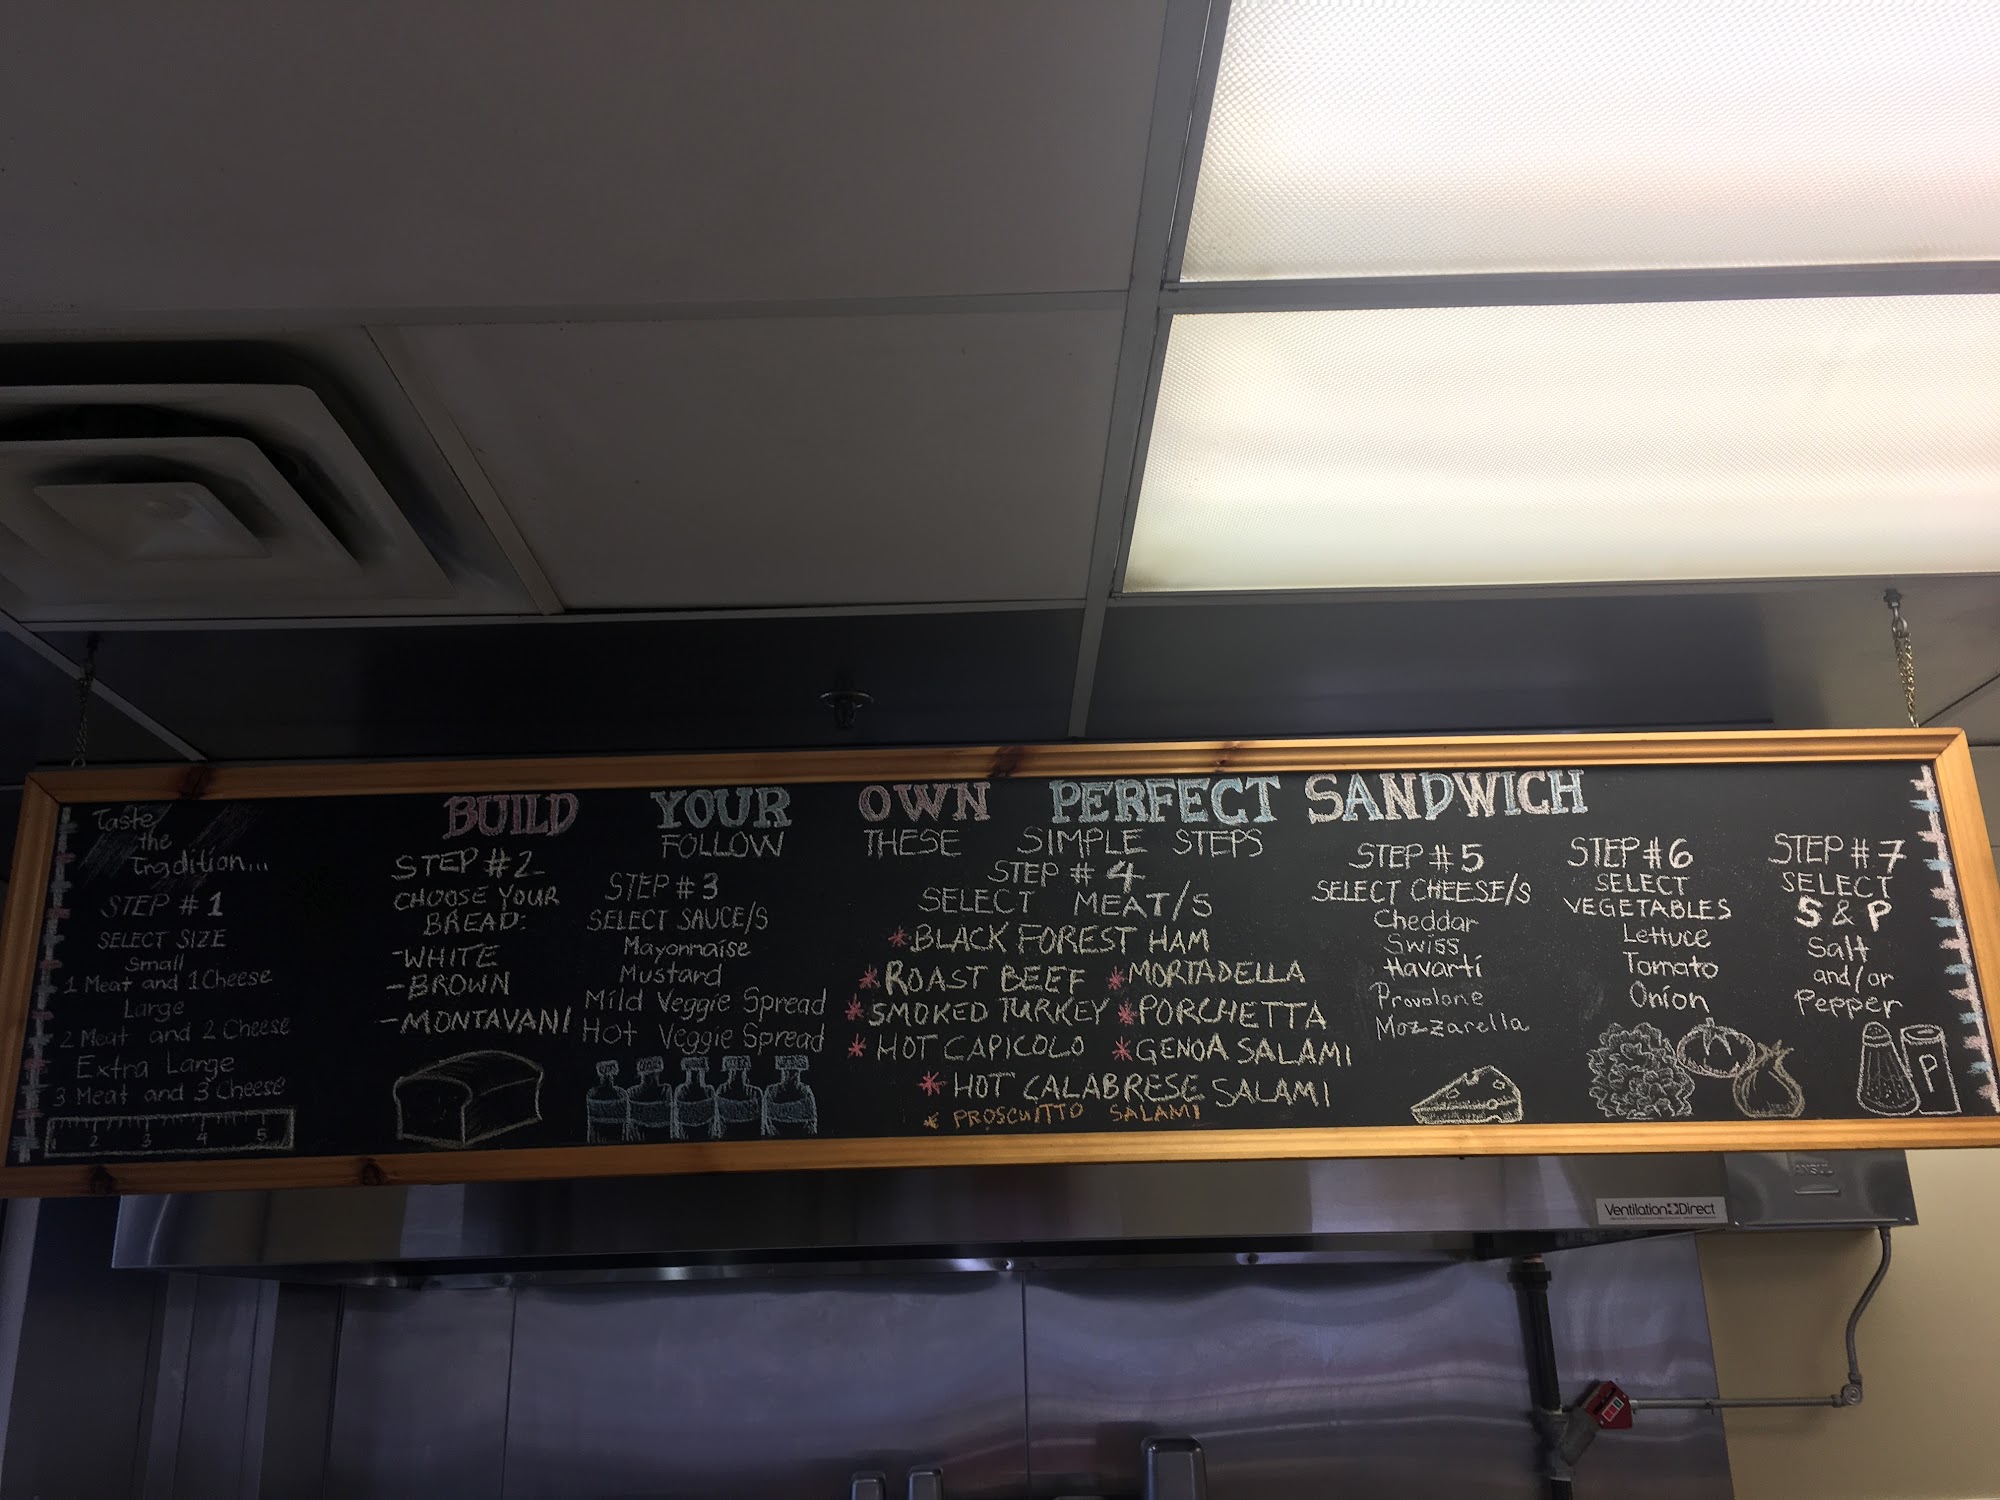 BUILD YOUR OWN PERFECT SANDWICH
FOLLOW THESE SIMPLE STEPS
Taste
the
Tradition...
STEP #1
SELECT SIZE
Small
1 Meat and 1 Cheese
Large
2 Meat and 2 Cheese
Extra Large
3 Meat and 3 Cheese
1 2 3 4 5
STEP #2
CHOOSE YOUR
BREAD:
-WHITE
-BROWN
-MONTAVANI
STEP #3
SELECT SAUCE/S
Mayonnaise
Mustard
Mild Veggie Spread
Hot Veggie Spread
STEP #4
SELECT MEAT/S
*BLACK FOREST HAM
*ROAST BEEF *MORTADELLA
*SMOKED TURKEY *PORCHETTA
*HOT CAPICOLO *GENOA SALAMI
*HOT CALABRESE SALAMI
*PROSCUITTO SALAMI
STEP #5
SELECT CHEESE/S
Cheddar
Swiss
Havarti
Provolone
Mozzarella
STEP #6
SELECT
VEGETABLES
Lettuce
Tomato
Onion
STEP #7
SELECT
S & P
Salt
and/or
Pepper
P
ANSUL
Ventilation Direct